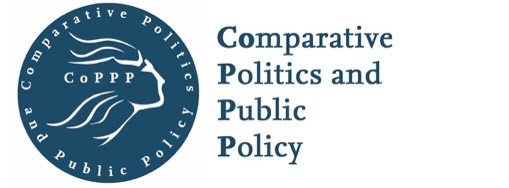 Comparative Politics
and Public Policy
CoPPP
Comparative
Politics and
Public
Policy